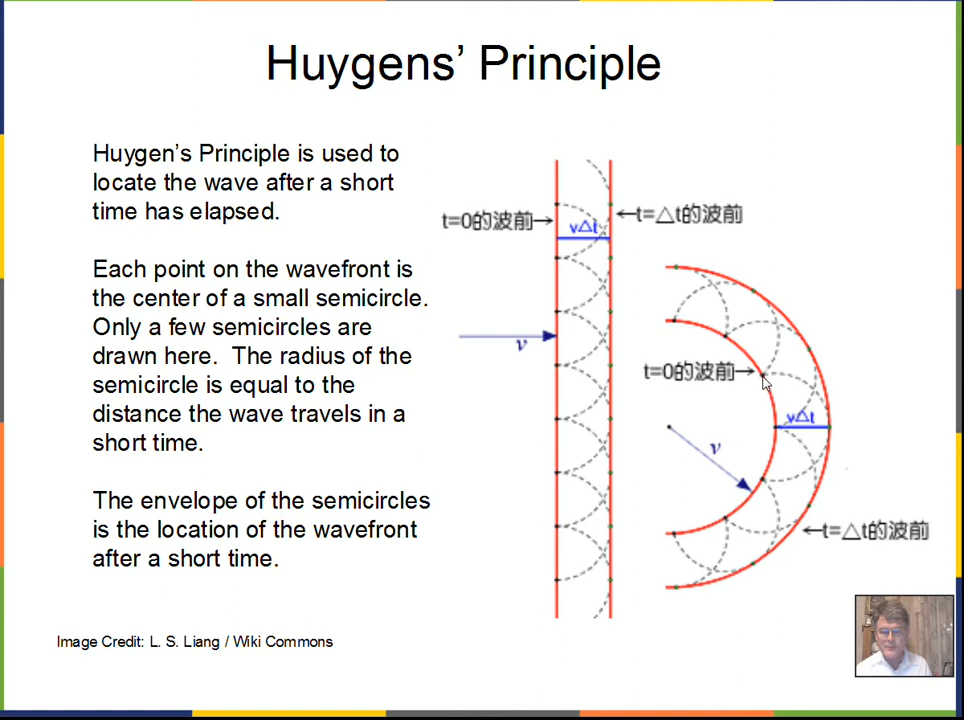 Huygens’ Principle
Huygen’s Principle is used to
locate the wave after a short
time has elapsed.
Each point on the wavefront is
the center of a small semicircle.
Only a few semicircles are
drawn here.  The radius of the
semicircle is equal to the
distance the wave travels in a
short time.
The envelope of the semicircles
is the location of the wavefront
after a short time.
Image Credit: L. S. Liang / Wiki Commons
t=0的波前→
v△t
←t=△t的波前
v
t=0的波前→
v△t
v
←t=△t的波前